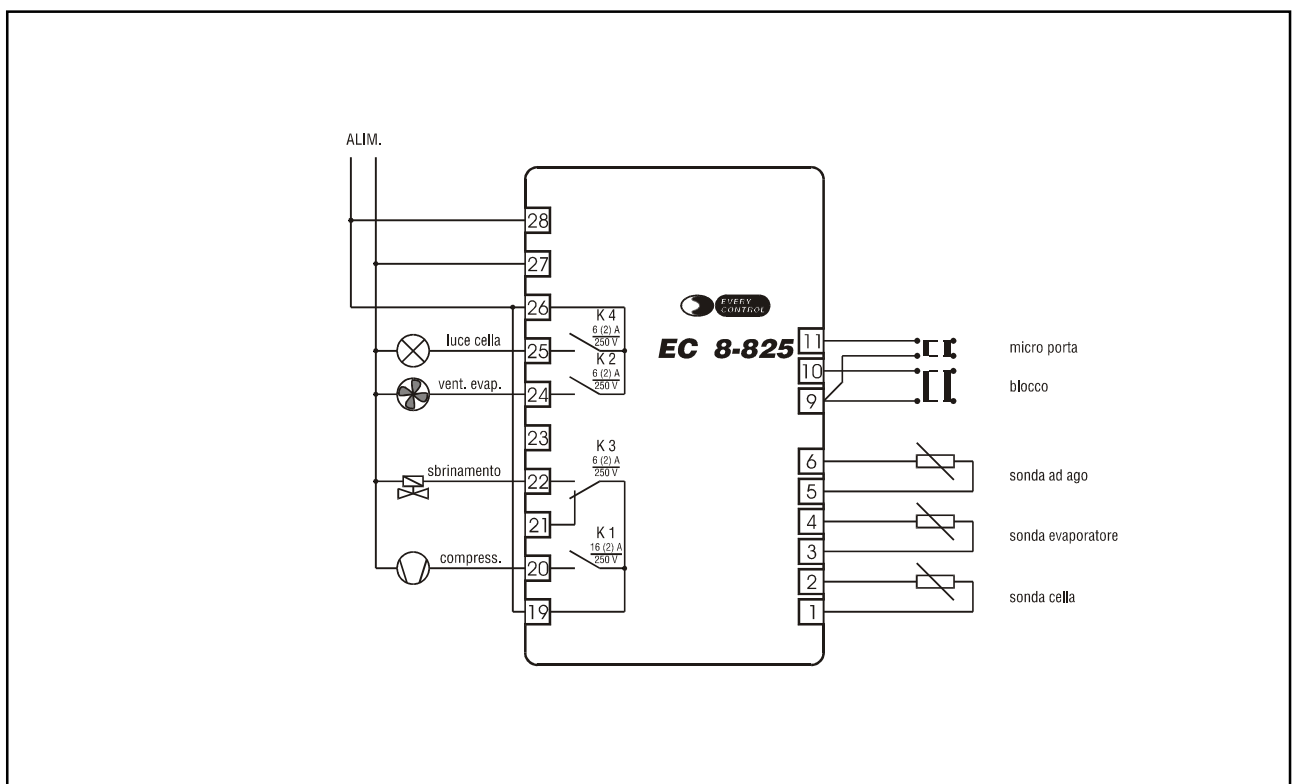 ALIM.
28
27
26
K 4
6 (2) A
250 V
luce cella
25
K 2
6 (2) A
250 V
vent. evap.
24
23
K 3
6 (2) A
250 V
sbrinamento
22
21
K 1
16 (2) A
250 V
compress.
20
19
EVERY
CONTROL
EC 8-825
11
micro porta
10
blocco
9
6
sonda ad ago
5
4
sonda evaporatore
3
2
sonda cella
1